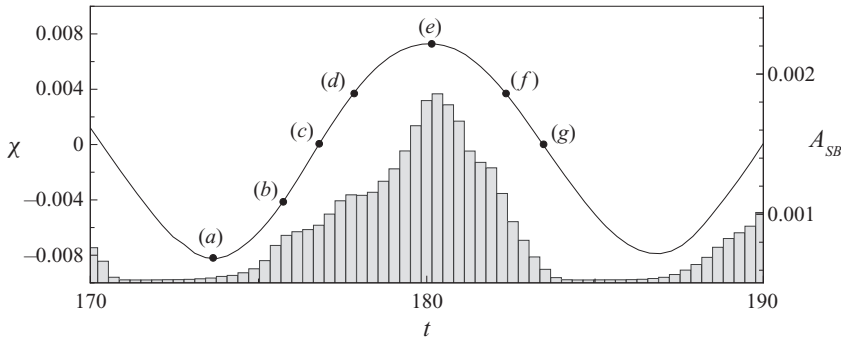 (e)
0.008
0.002
(d)
(f)
0.004
(c)
(g)
χ
0
A_SB
(b)
–0.004
0.001
(a)
–0.008
170
180
190
t